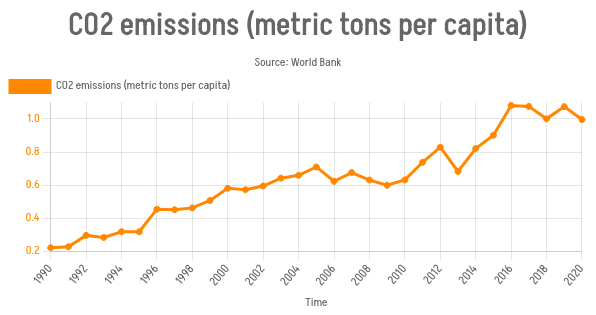 CO2 emissions (metric tons per capita)
Source: World Bank
CO2 emissions (metric tons per capita)
1.0
0.8
0.6
0.4
0.2
1990 1992 1994 1996 1998 2000 2002 2004 2006 2008 2010 2012 2014 2016 2018 2020
Time